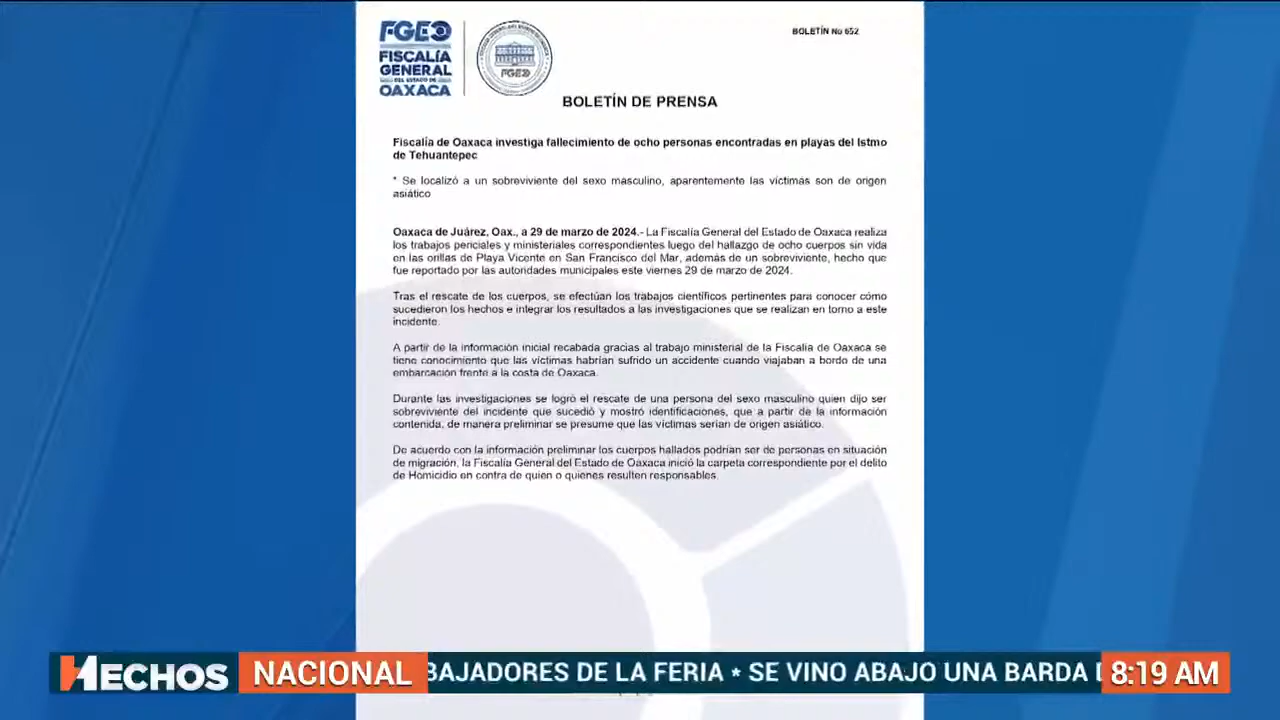 FGEO
FISCALÍA
GENERAL
DEL ESTADO DE
OAXACA
FGEO
BOLETÍN No 652
BOLETÍN DE PRENSA
Fiscalía de Oaxaca investiga fallecimiento de ocho personas encontradas en playas del Istmo
de Tehuantepec
* Se localizó a un sobreviviente del sexo masculino, aparentemente las víctimas son de origen
asiático
Oaxaca de Juárez, Oax., a 29 de marzo de 2024.- La Fiscalía General del Estado de Oaxaca realiza
los trabajos periciales y ministeriales correspondientes luego del hallazgo de ocho cuerpos sin vida
en las orillas de Playa Vicente en San Francisco del Mar, además de un sobreviviente, hecho que
fue reportado por las autoridades municipales este viernes 29 de marzo de 2024.
Tras el rescate de los cuerpos, se efectúan los trabajos científicos pertinentes para conocer cómo
sucedieron los hechos e integrar los resultados a las investigaciones que se realizan en torno a este
incidente.
A partir de la información inicial recabada gracias al trabajo ministerial de la Fiscalía de Oaxaca se
tiene conocimiento que las víctimas habrían sufrido un accidente cuando viajaban a bordo de una
embarcación frente a la costa de Oaxaca.
Durante las investigaciones se logró el rescate de una persona del sexo masculino quien dijo ser
sobreviviente del incidente que sucedió y mostró identificaciones, que a partir de la información
contenida, de manera preliminar se presume que las víctimas serían de origen asiático.
De acuerdo con la información preliminar los cuerpos hallados podrían ser de personas en situación
de migración, la Fiscalía General del Estado de Oaxaca inició la carpeta correspondiente por el delito
de Homicidio en contra de quien o quienes resulten responsables.
HECHOS NACIONAL BAJADORES DE LA FERIA * SE VINO ABAJO UNA BARDA 8:19 AM